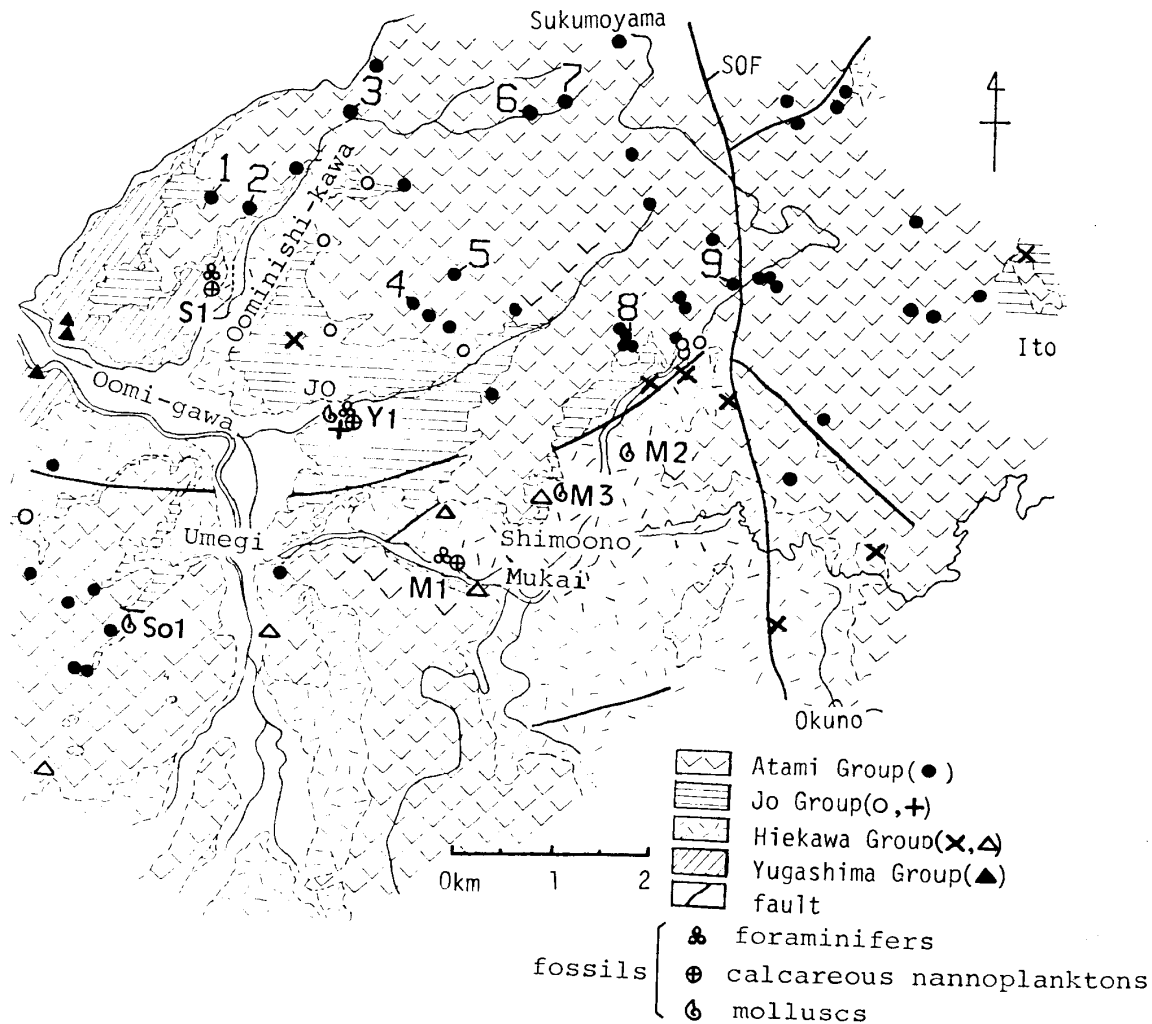 Sukumoyama
SOF
4
3
7
6
1
2
Oominishi-kawa
9
5
4
8
S1
Ito
JO
Oomi-gawa
Y1
M2
M3
Umegi
Shimoono
Mukai
M1
So1
Okuno
Atami Group(●)
Jo Group(○,+)
Hiekawa Group(×,△)
Yugashima Group(▲)
fault
0km 1 2
foraminifers
fossils
calcareous nannoplanktons
molluscs